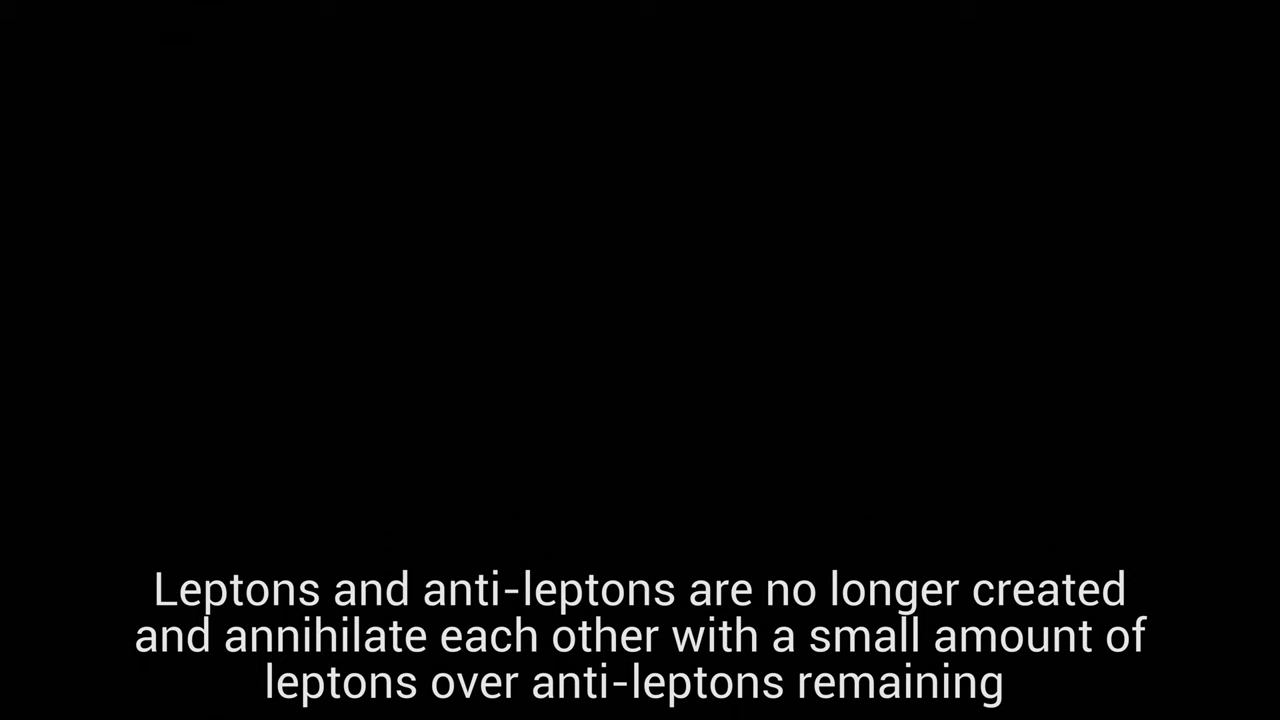 Leptons and anti-leptons are no longer created
and annihilate each other with a small amount of
leptons over anti-leptons remaining